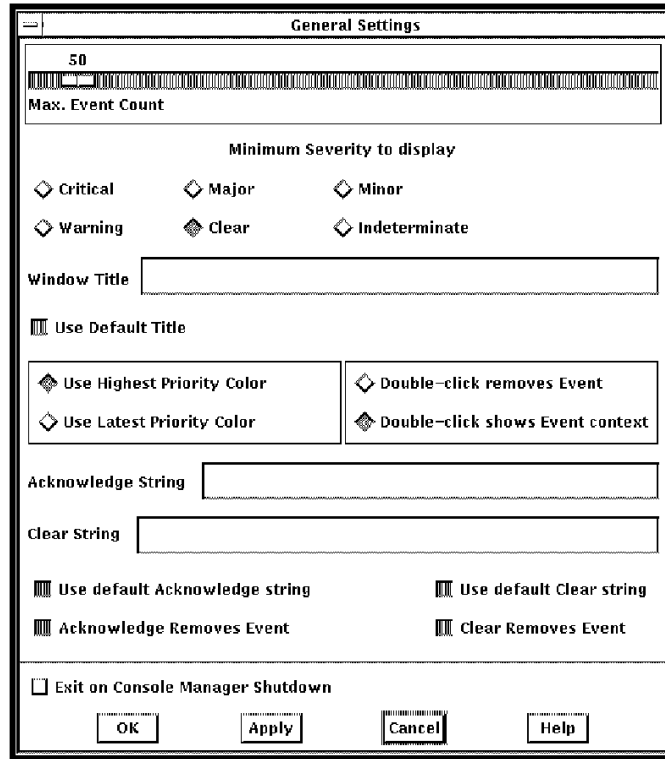 General Settings
50
Max. Event Count
Minimum Severity to display
Critical Major Minor
Warning Clear Indeterminate
Window Title
Use Default Title
Use Highest Priority Color
Use Latest Priority Color
Double-click removes Event
Double-click shows Event context
Acknowledge String
Clear String
Use default Acknowledge string Use default Clear string
Acknowledge Removes Event Clear Removes Event
Exit on Console Manager Shutdown
OK Apply Cancel Help